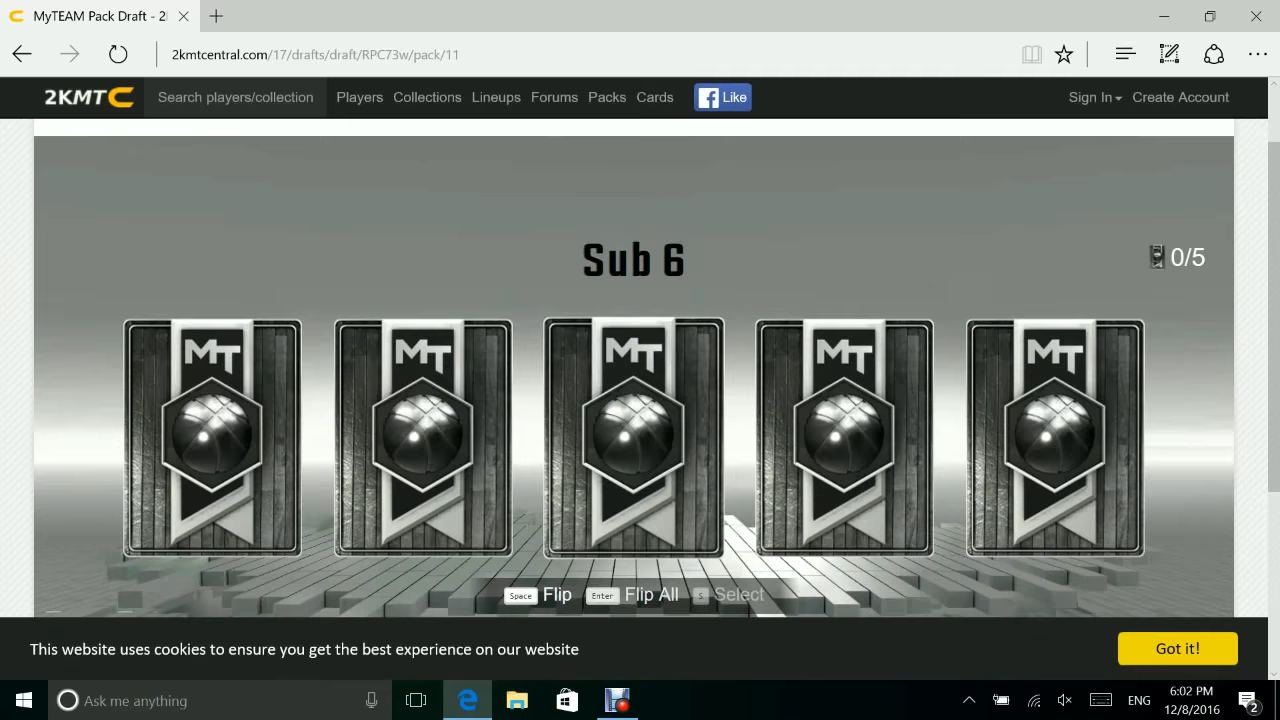 MyTEAM Pack Draft - 2
2kmtcentral.com/17/drafts/draft/RPC73w/pack/11
2KMTC Search players/collection Players Collections Lineups Forums Packs Cards Like Sign In Create Account
Sub 6
0/5
MT MT MT MT MT
Space Flip Enter Flip All S Select
This website uses cookies to ensure you get the best experience on our website Got it!
Ask me anything ENG 6:02 PM
12/8/2016
2